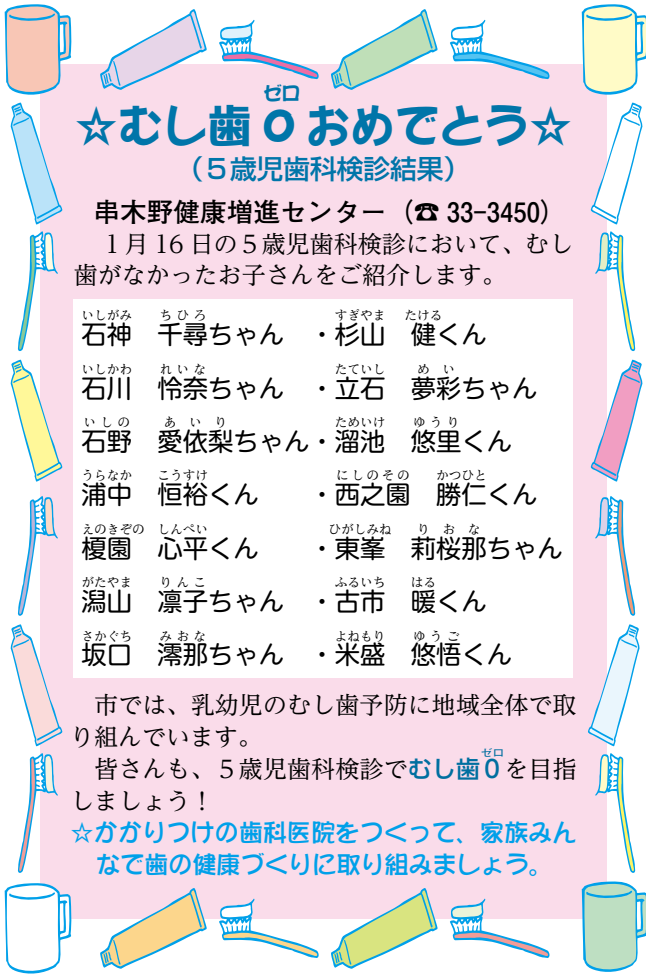 ☆むし歯0おめでとう☆
ゼロ
(5歳児歯科検診結果)
串木野健康増進センター(☎ 33-3450)
1月16日の5歳児歯科検診において、むし
歯がなかったお子さんをご紹介します。
いしがみ ちひろ すぎやま たける
石神 千尋ちゃん ・杉山 健くん
いしかわ れいな たていし めい
石川 怜奈ちゃん ・立石 夢彩ちゃん
いしの あいり ためいけ ゆうり
石野 愛依梨ちゃん・溜池 悠里くん
うらなか こうすけ にしのその かつひと
浦中 恒裕くん ・西之園 勝仁くん
えのきぞの しんぺい ひがしみね りおな
榎園 心平くん ・東峯 莉桜那ちゃん
がたやま りんこ ふるいち はる
潟山 凛子ちゃん ・古市 暖くん
さかぐち みおな よねもり ゆうご
坂口 澪那ちゃん ・米盛 悠悟くん
市では、乳幼児のむし歯予防に地域全体で取
り組んでいます。
ゼロ
皆さんも、5歳児歯科検診でむし歯0を目指
しましょう!
☆かかりつけの歯科医院をつくって、家族みん
なで歯の健康づくりに取り組みましょう。